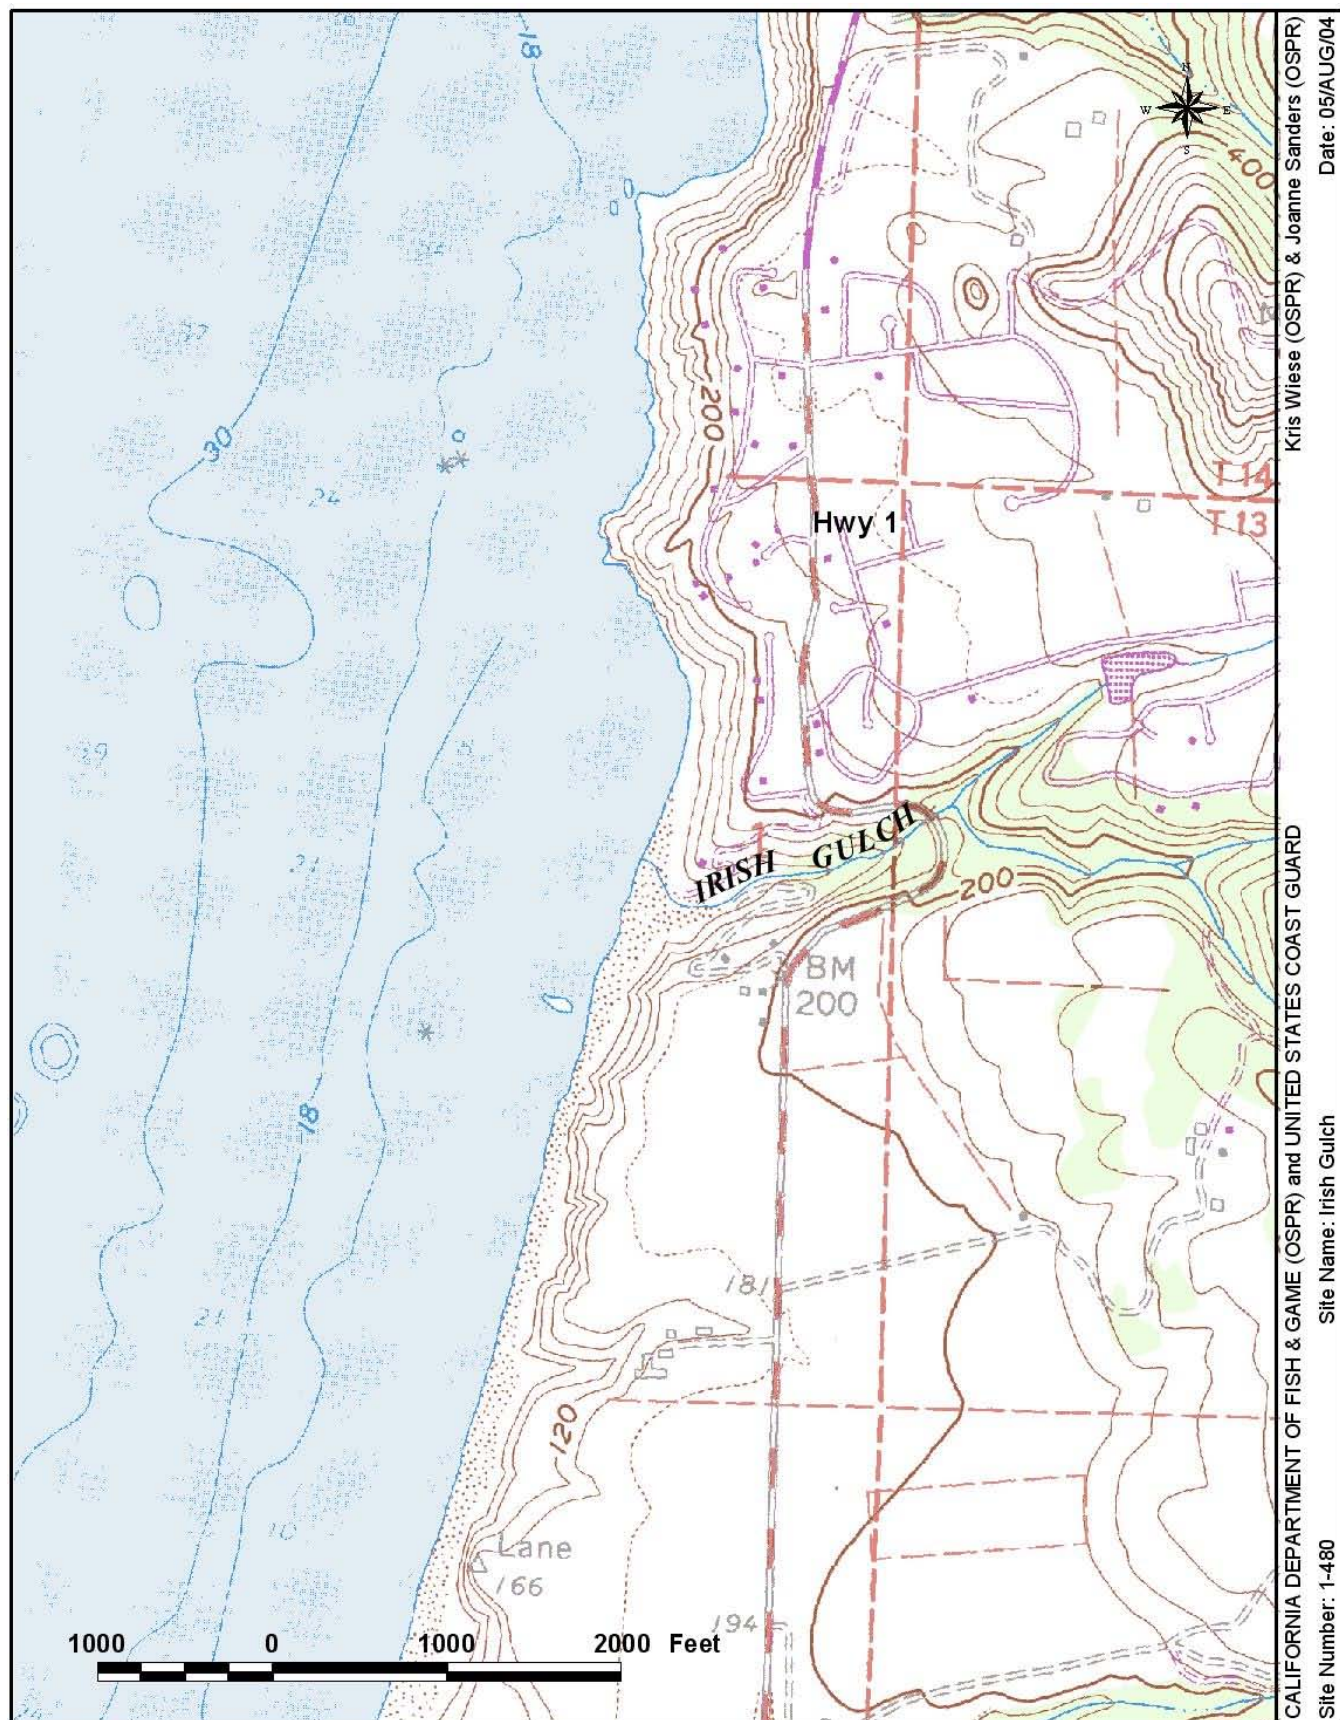 18
N
W E
S
400
30
24
200
T 14
T 13
Hwy 1
IRISH GULCH
200
BM
200
18
181
120
Lane
166
194
1000 0 1000 2000 Feet
Kris Wiese (OSPR) & Joanne Sanders (OSPR)
Date: 05/AUG/04
CALIFORNIA DEPARTMENT OF FISH & GAME (OSPR) and UNITED STATES COAST GUARD
Site Name: Irish Gulch
Site Number: 1-480